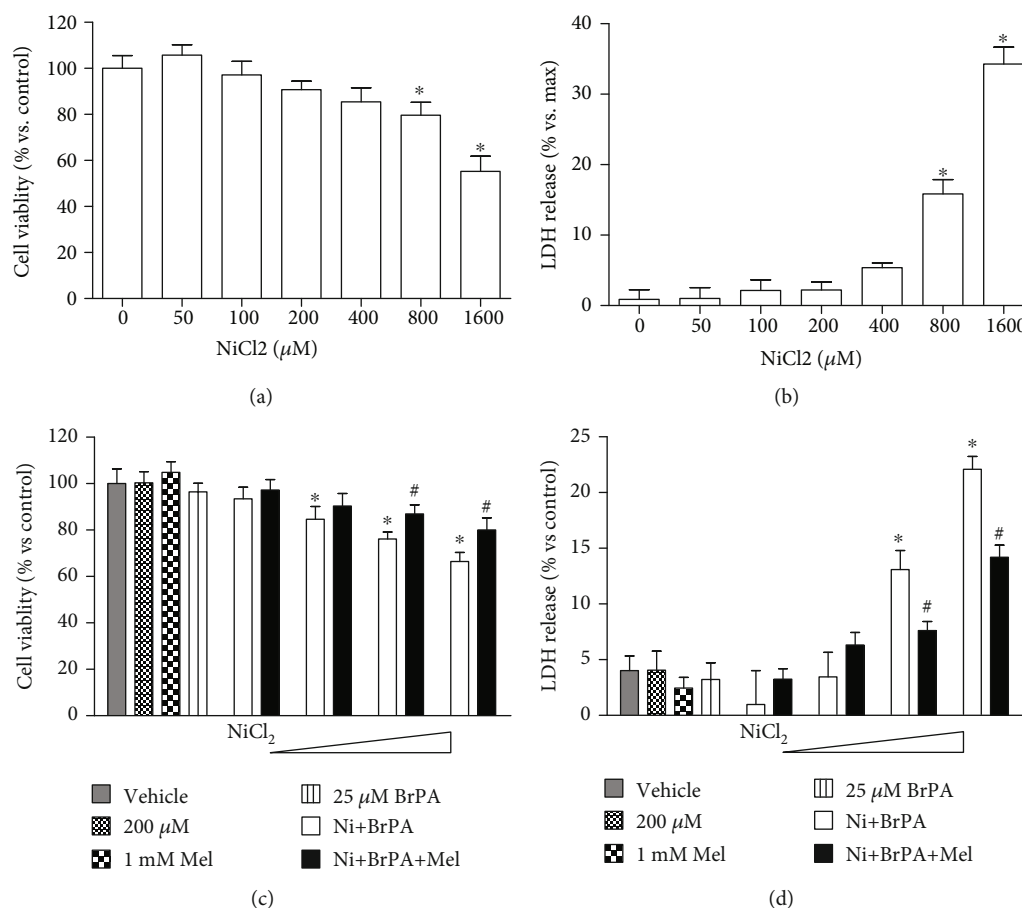 120
100
80
60
40
20
0
Cell viablity (% vs. control)
*
*
0 50 100 200 400 800 1600
NiCl2 (μM)
(a)
40
30
20
10
0
LDH release (% vs. max)
*
*
0 50 100 200 400 800 1600
NiCl2 (μM)
(b)
120
100
80
60
40
20
0
Cell viablity (% vs control)
*
*
#
*
#
NiCl2
Vehicle
200 μM
1 mM Mel
25 μM BrPA
Ni+BrPA
Ni+BrPA+Mel
(c)
25
20
15
10
5
0
LDH release (% vs control)
*
#
*
#
NiCl2
Vehicle
200 μM
1 mM Mel
25 μM BrPA
Ni+BrPA
Ni+BrPA+Mel
(d)